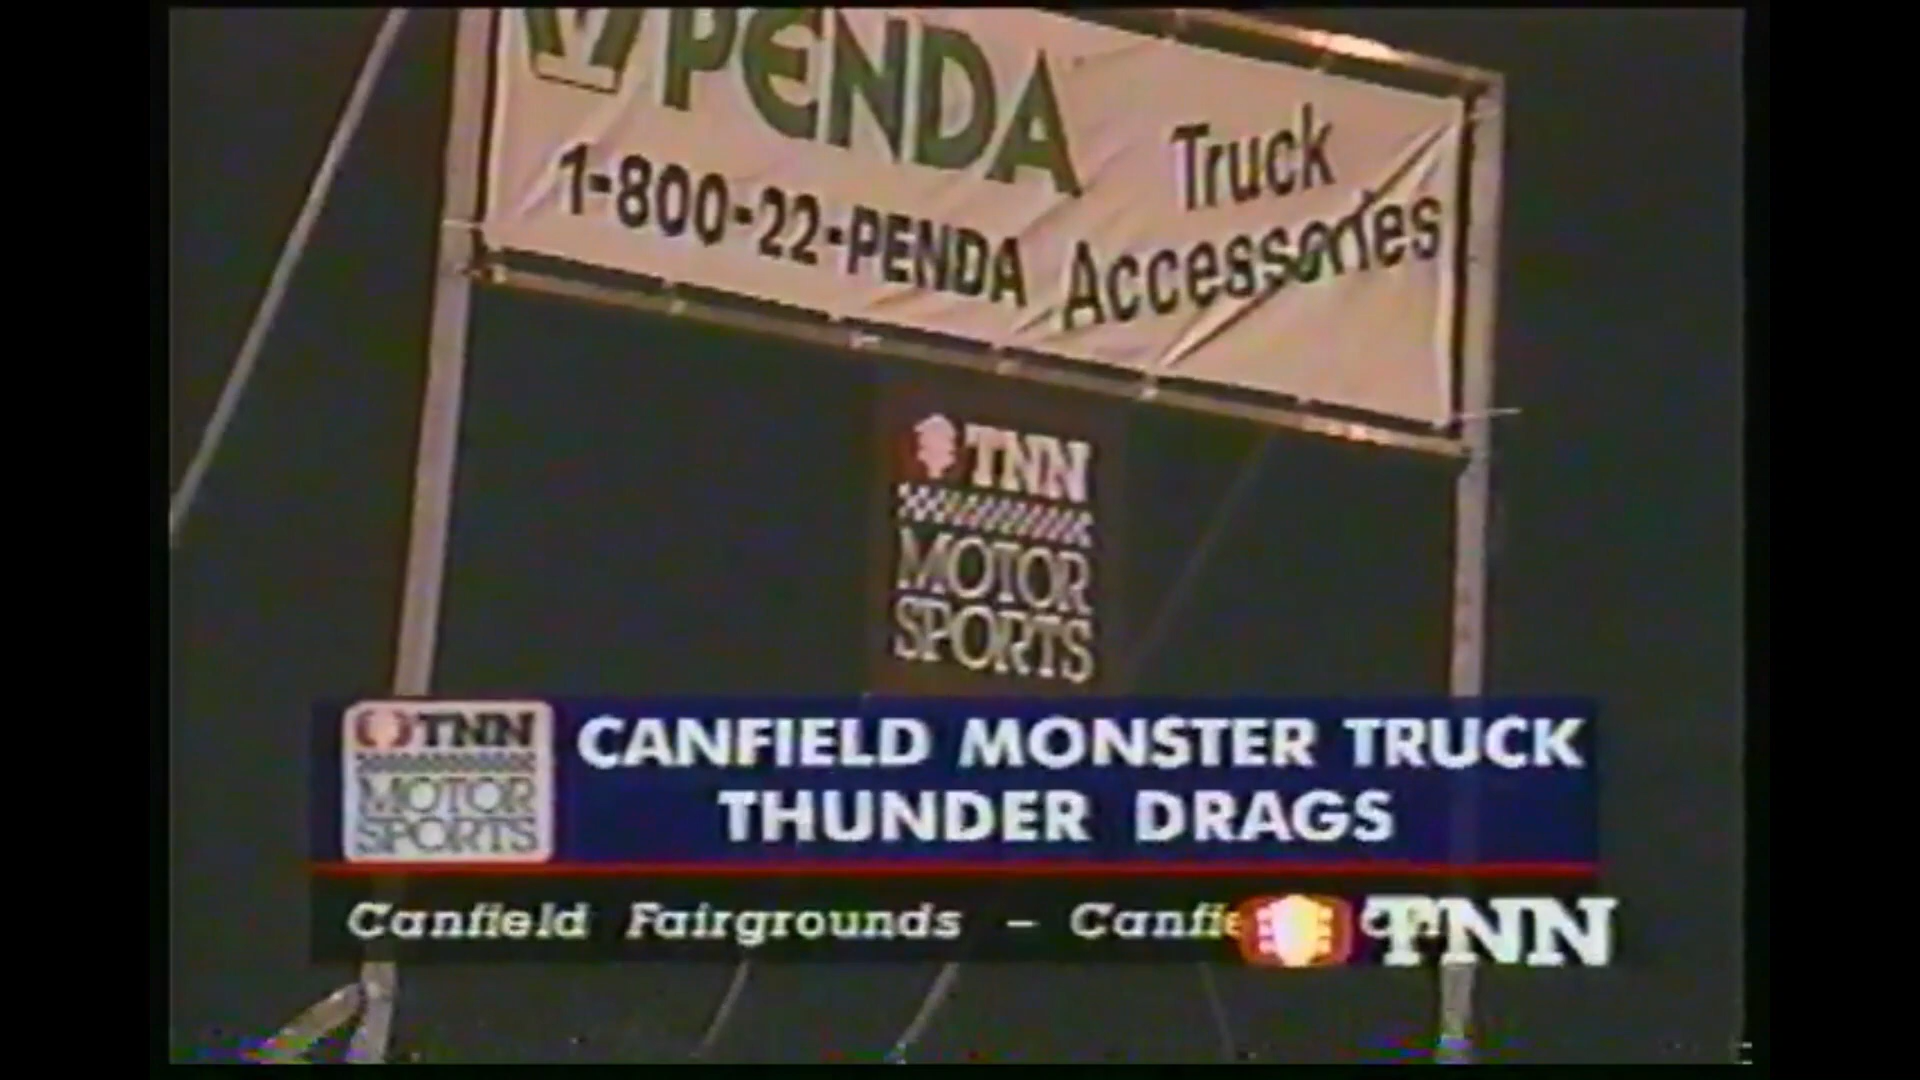 PENDA
1-800-22-PENDA
Truck
Accessories
TNN
MOTOR
SPORTS
TNN
MOTOR
SPORTS
CANFIELD MONSTER TRUCK
THUNDER DRAGS
Canfield Fairgrounds -
TNN